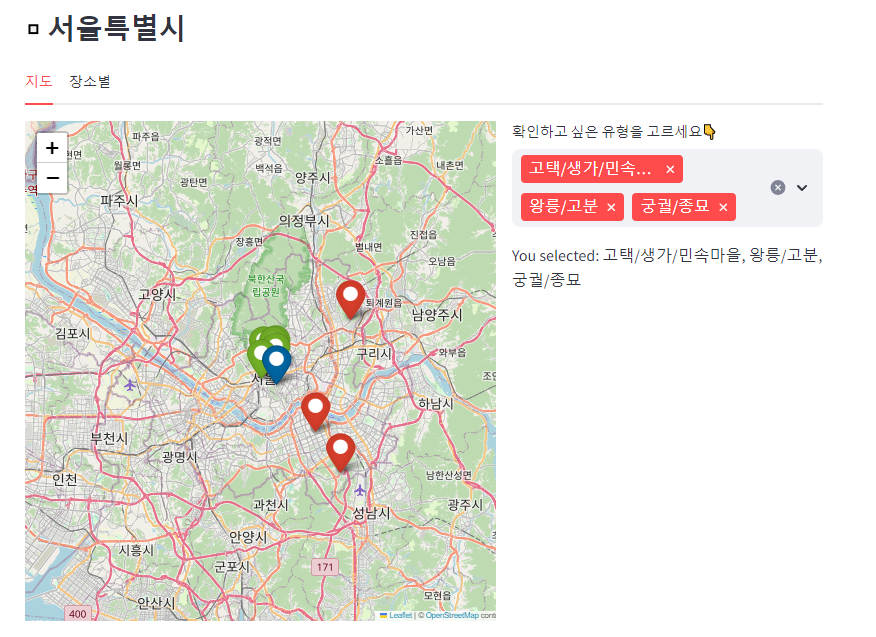 서울특별시
지도 장소별
확인하고 싶은 유형을 고르세요👇
고택/생가/민속... ×
왕릉/고분 × 궁궐/종묘 ×
You selected: 고택/생가/민속마을, 왕릉/고분,
궁궐/종묘
+
−
가산면
파주읍
광적면
현면
월롱면
소흘읍
내촌면
백석읍
양주시
광탄면
파주시
의정부시
진접읍
장흥면
별내면
오남읍
북한산국
립공원
고양시
퇴계원읍
남양주시
김포시
구리시
와부읍
서울
하남시
부천시
광명시
인천
남한산성면
과천시
광주시
성남시
안양시
시흥시
군포시
171
모현읍
안산시
400
Leaflet | © OpenStreetMap cont